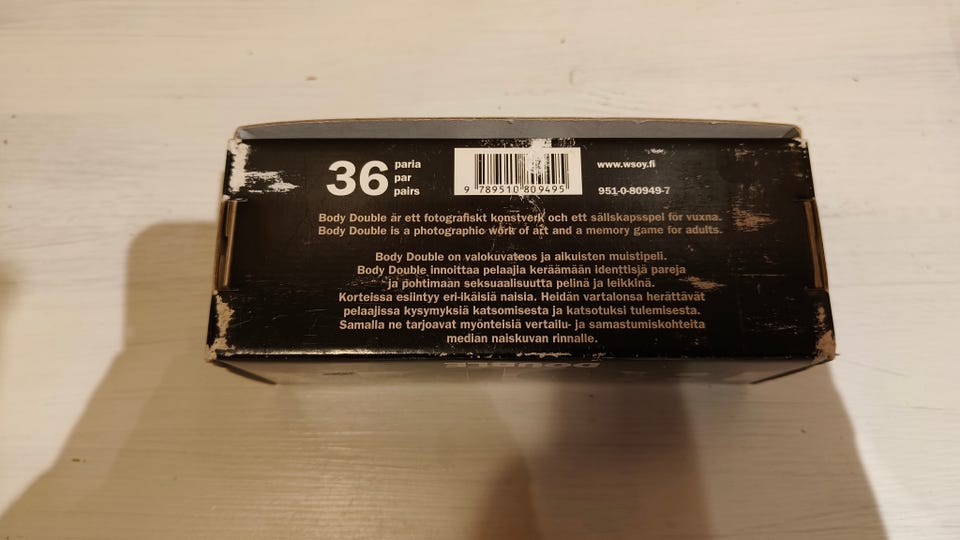 36 paria
par
pairs
9 789510 809495
www.wsoy.fi
951-0-80949-7
Body Double är ett fotografiskt konstverk och ett sällskapsspel för vuxna.
Body Double is a photographic work of art and a memory game for adults.
Body Double on valokuvateos ja aikuisten muistipeli.
Body Double innoittaa pelaajia keräämään identtisiä pareja
ja pohtimaan seksuaalisuutta pelinä ja leikkinä.
Korteissa esiintyy eri-ikäisiä naisia. Heidän vartalonsa herättävät
pelaajissa kysymyksiä katsomisesta ja katsotuksi tulemisesta.
Samalla ne tarjoavat myönteisiä vertailu- ja samastumiskohteita
median naiskuvan rinnalle.
DOUBLE